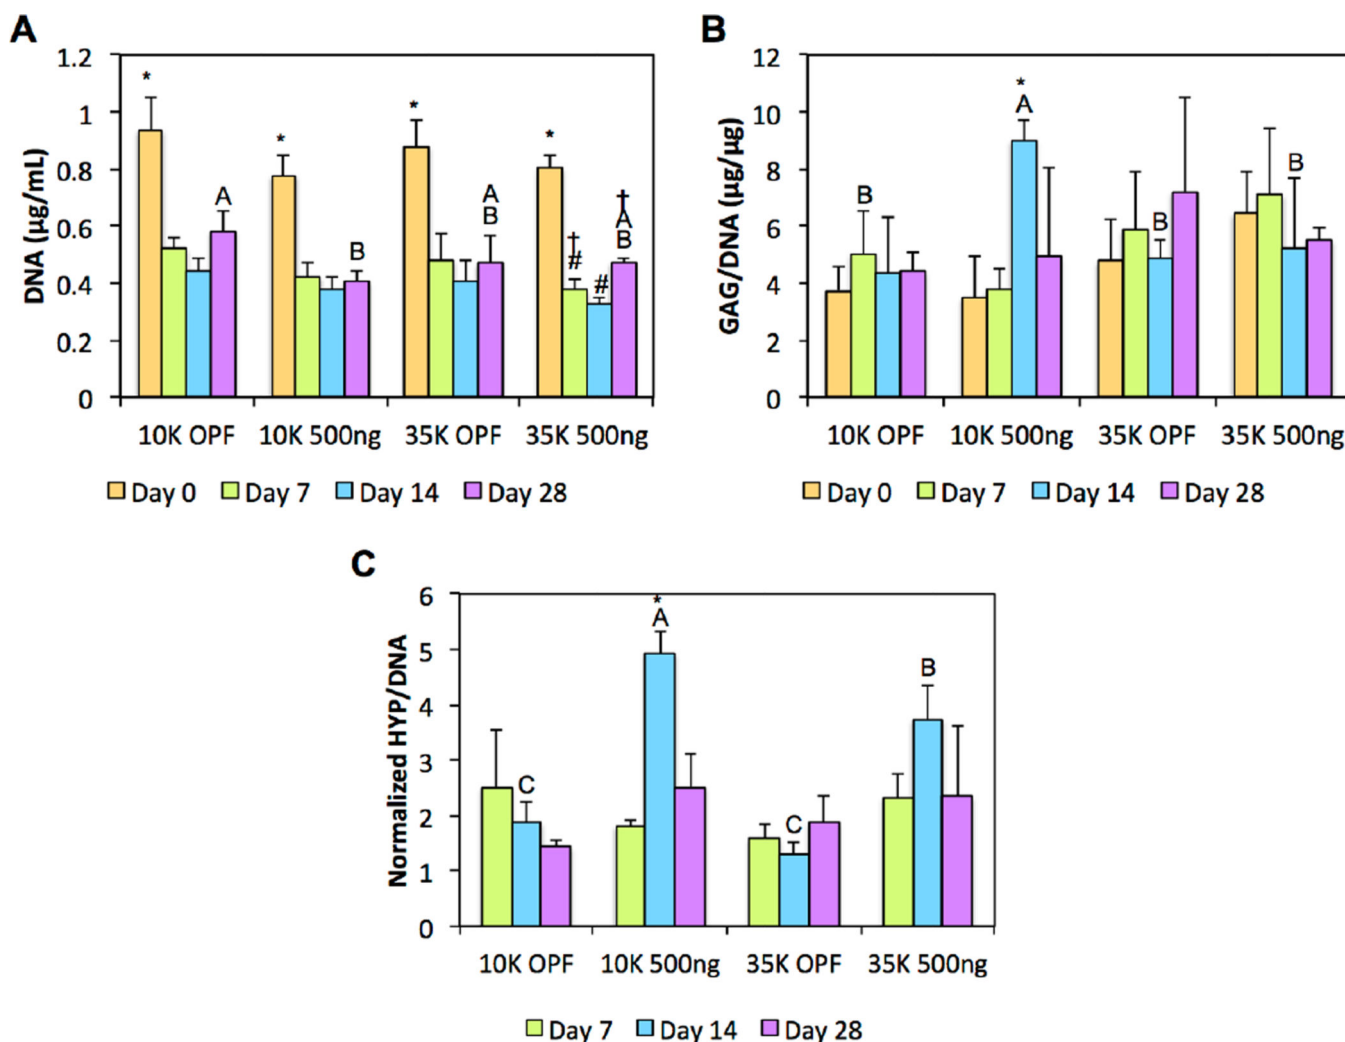 A
DNA (µg/mL)
1.2
1
0.8
0.6
0.4
0.2
0
*
*
*
*
A
B
A
B
†
#
#
†
A
B
10K OPF 10K 500ng 35K OPF 35K 500ng
Day 0 Day 7 Day 14 Day 28
B
GAG/DNA (µg/µg)
12
10
8
6
4
2
0
B
*
A
B
B
10K OPF 10K 500ng 35K OPF 35K 500ng
Day 0 Day 7 Day 14 Day 28
C
Normalized HYP/DNA
6
5
4
3
2
1
0
C
*
A
C
B
10K OPF 10K 500ng 35K OPF 35K 500ng
Day 7 Day 14 Day 28